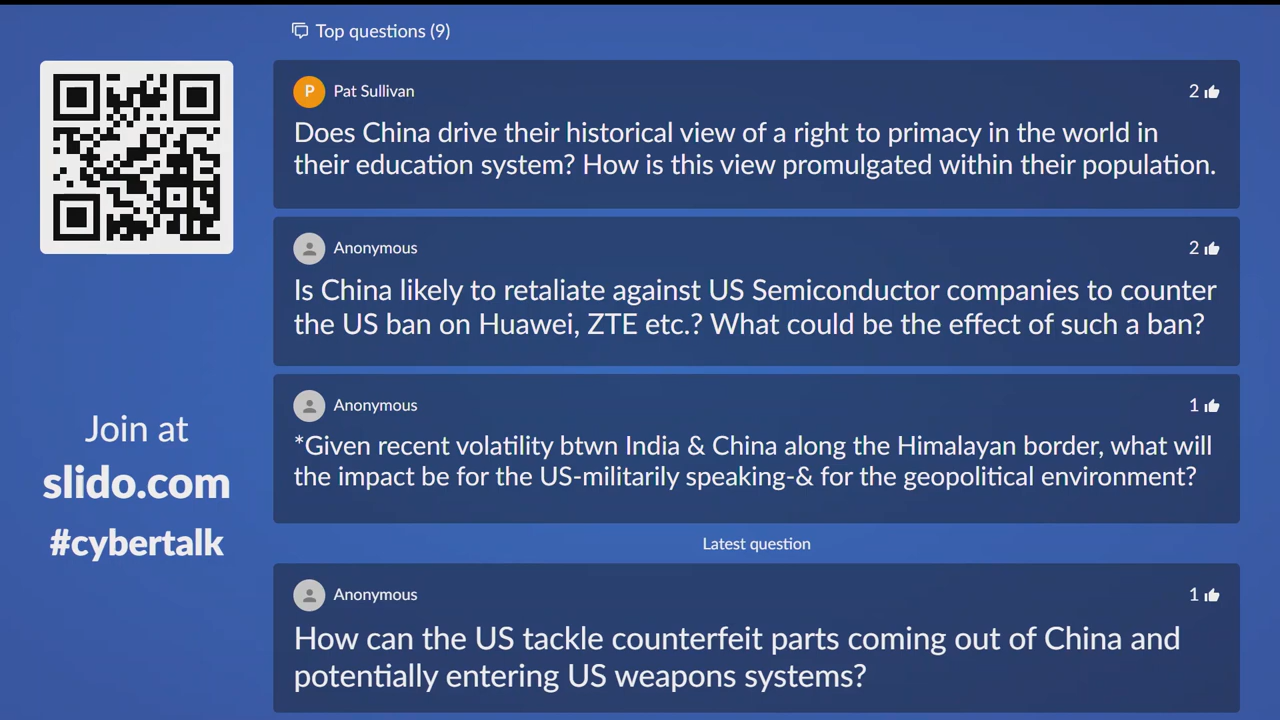 Top questions (9)
P Pat Sullivan 2
Does China drive their historical view of a right to primacy in the world in
their education system? How is this view promulgated within their population.
Anonymous 2
Is China likely to retaliate against US Semiconductor companies to counter
the US ban on Huawei, ZTE etc.? What could be the effect of such a ban?
Anonymous 1
*Given recent volatility btwn India & China along the Himalayan border, what will
the impact be for the US-militarily speaking-& for the geopolitical environment?
Latest question
Anonymous 1
How can the US tackle counterfeit parts coming out of China and
potentially entering US weapons systems?
Join at
slido.com
#cybertalk